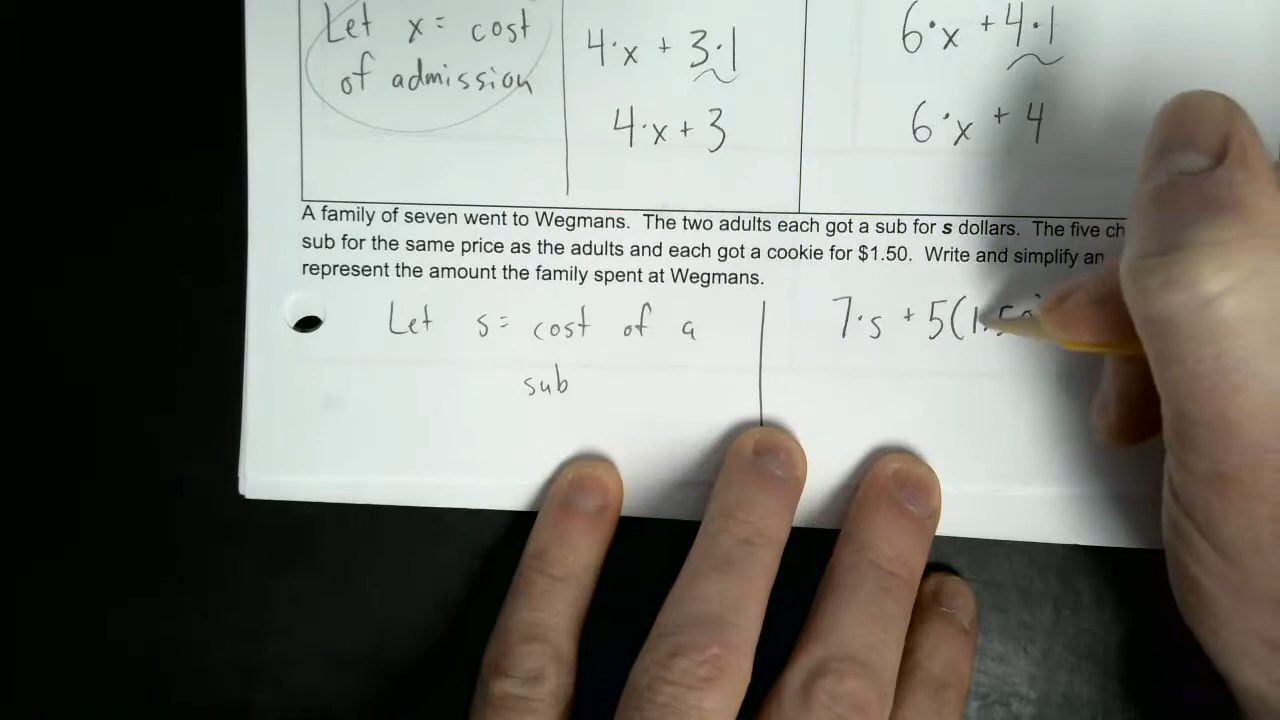 Let x = cost
of admission
4·x + 3·1
4·x + 3
6·x + 4·1
6·x + 4
A family of seven went to Wegmans. The two adults each got a sub for s dollars. The five
sub for the same price as the adults and each got a cookie for $1.50. Write and simplify an
represent the amount the family spent at Wegmans.
Let s = cost of a
sub
7·s + 5(1.50